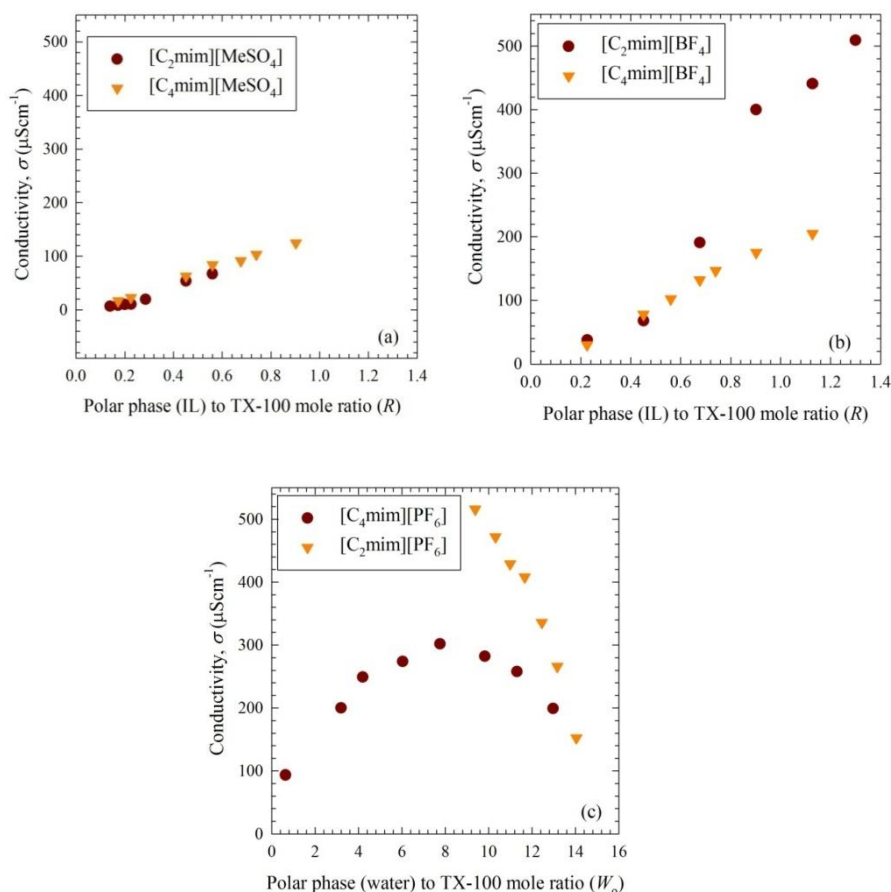 [C₂mim][MeSO₄]
[C₄mim][MeSO₄]
500
400
300
200
100
0
Conductivity, σ (μScm⁻¹)
(a)
0.0 0.2 0.4 0.6 0.8 1.0 1.2 1.4
Polar phase (IL) to TX-100 mole ratio (R)
[C₂mim][BF₄]
[C₄mim][BF₄]
500
400
300
200
100
0
Conductivity, σ (μScm⁻¹)
(b)
0.0 0.2 0.4 0.6 0.8 1.0 1.2 1.4
Polar phase (IL) to TX-100 mole ratio (R)
[C₄mim][PF₆]
[C₂mim][PF₆]
500
400
300
200
100
0
Conductivity, σ (μScm⁻¹)
(c)
0 2 4 6 8 10 12 14 16
Polar phase (water) to TX-100 mole ratio (Wₒ)